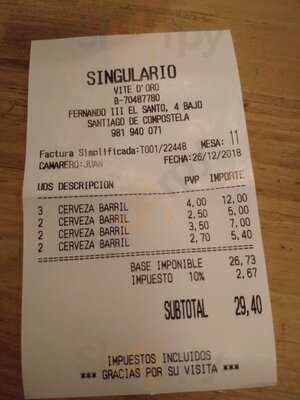 SINGULARIO
VITE D'ORO
B-70487780
FERNANDO III EL SANTO, 4 BAJO
SANTIAGO DE COMPOSTELA
981 940 071
Factura Simplificada:T001/22448 MESA: 11
CAMARERO:JUAN FECHA:26/12/2018
UDS DESCRIPCION PVP IMPORTE
3 CERVEZA BARRIL 4,00 12,00
2 CERVEZA BARRIL 2,50 5,00
2 CERVEZA BARRIL 3,50 7,00
2 CERVEZA BARRIL 2,70 5,40
BASE IMPONIBLE 26,73
IMPUESTO 10% 2,67
SUBTOTAL 29,40
IMPUESTOS INCLUIDOS
*** GRACIAS POR SU VISITA ***